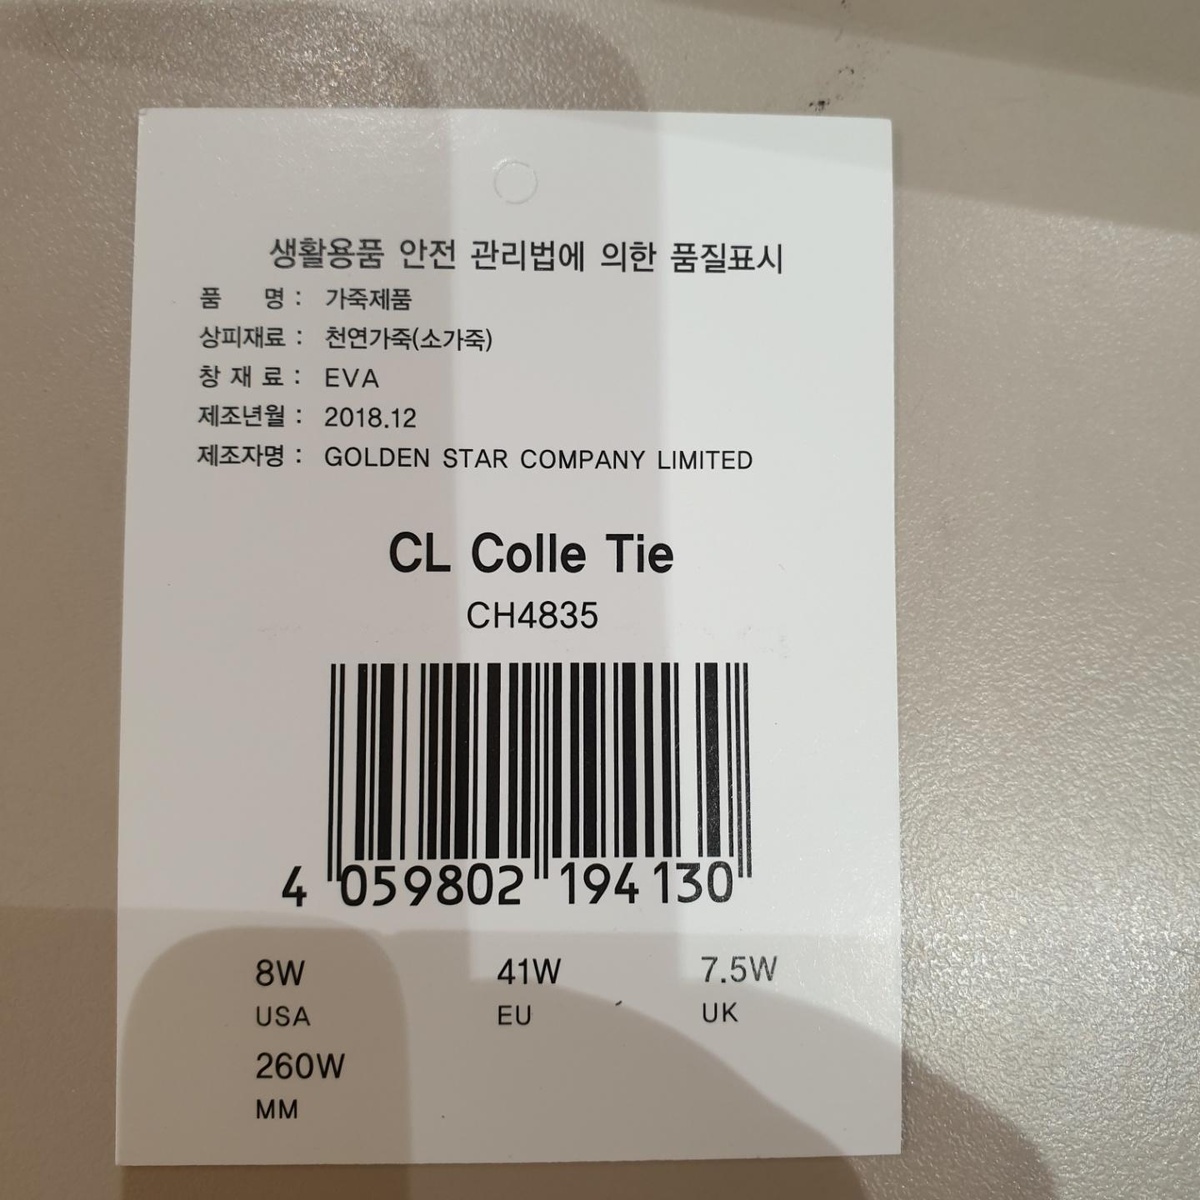 생활용품 안전 관리법에 의한 품질표시
품 명 : 가죽제품
상피재료 : 천연가죽(소가죽)
창 재 료 : EVA
제조년월 : 2018.12
제조자명 : GOLDEN STAR COMPANY LIMITED
CL Colle Tie
CH4835
4 059802 194130
8W 41W 7.5W
USA EU UK
260W
MM